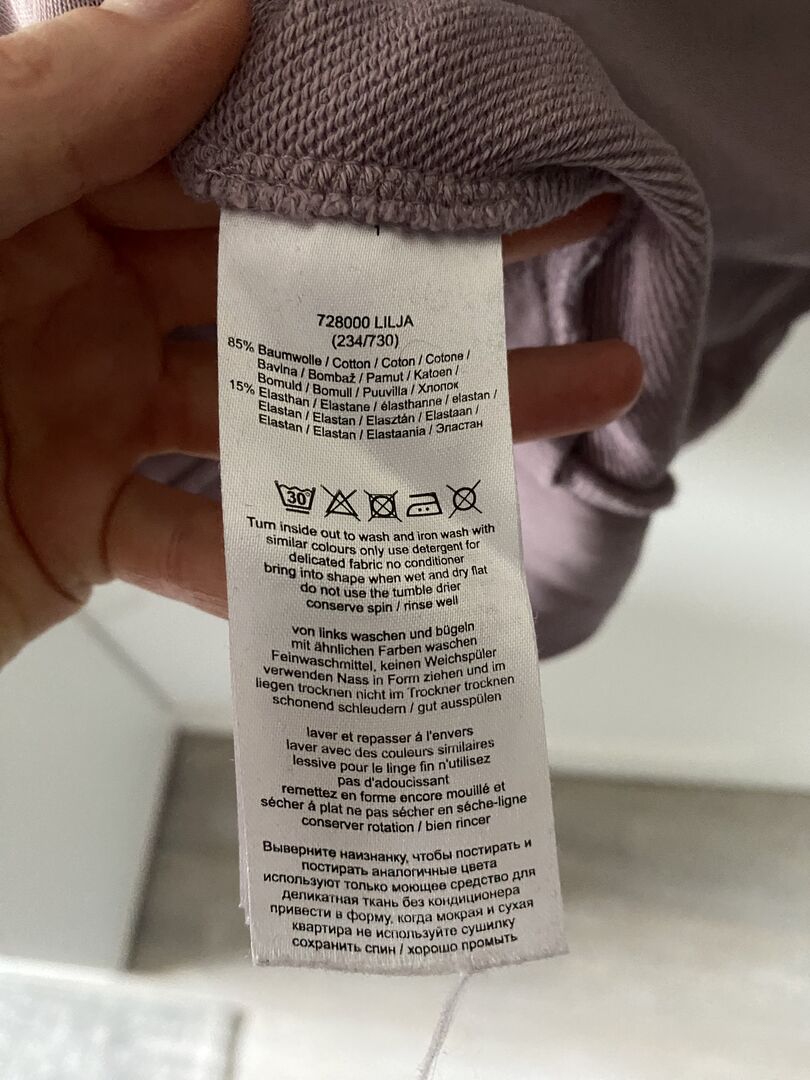 728000 LILJA
(234/730)
85% Baumwolle / Cotton / Coton / Cotone /
Bavlna / Bombaž / Pamut / Katoen /
Bomuld / Bomull / Puuvilla / Хлопок
15% Elasthan / Elastane / élasthanne / elastan /
Elastan / Elastan / Elasztán / Elastaan /
Elastan / Elastan / Elastaania / Эластан
30°
Turn inside out to wash and iron wash with
similar colours only use detergent for
delicated fabric no conditioner
bring into shape when wet and dry flat
do not use the tumble drier
conserve spin / rinse well
von links waschen und bügeln
mit ähnlichen Farben waschen
Feinwaschmittel, keinen Weichspüler
verwenden Nass in Form ziehen und im
liegen trocknen nicht im Trockner trocknen
schonend schleudern / gut ausspülen
laver et repasser á l'envers
laver avec des couleurs similaires
lessive pour le linge fin n'utilisez
pas d'adoucissant
remettez en forme encore mouillé et
sécher á plat ne pas sécher en séche-ligne
conserver rotation / bien rincer
Выверните наизнанку, чтобы постирать и
постирать аналогичные цвета
используют только моющее средство для
деликатная ткань без кондиционера
привести в форму, когда мокрая и сухая
квартира не используйте сушилку
сохранить спин / хорошо промыть